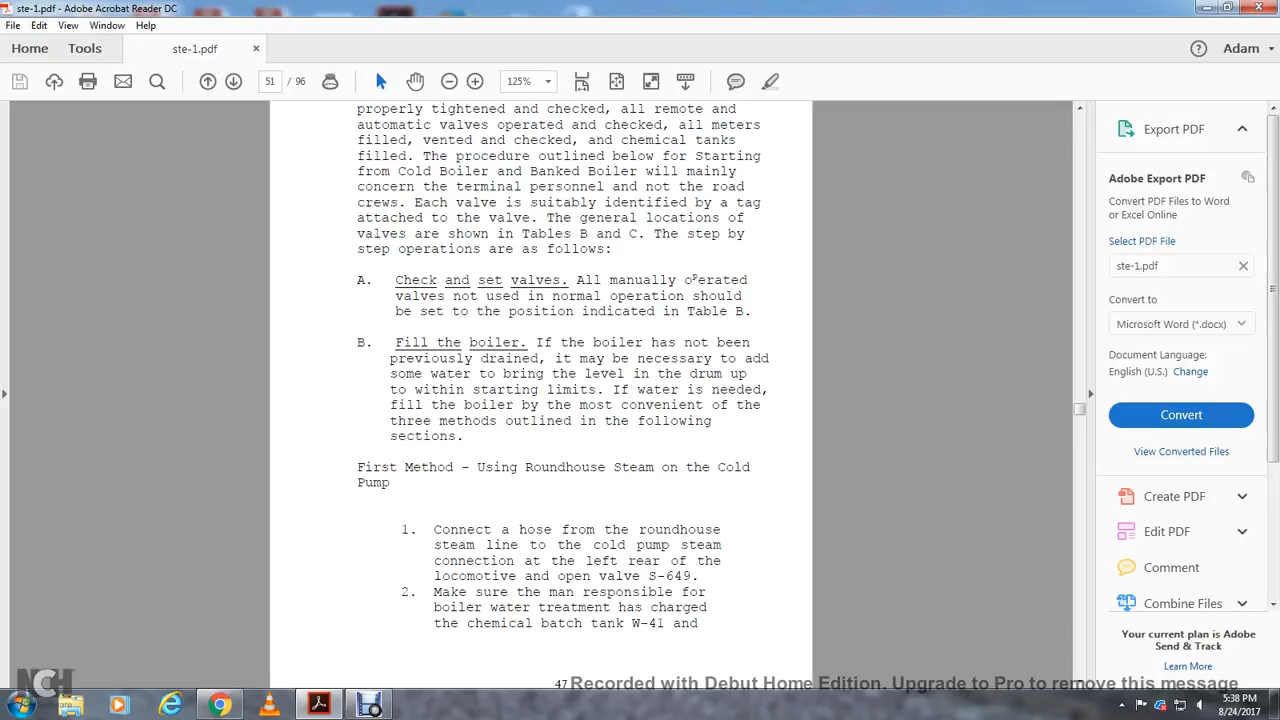 ste-1.pdf - Adobe Acrobat Reader DC
File Edit View Window Help
Home Tools ste-1.pdf × Adam
51 / 96 125%
properly tightened and checked, all remote and
automatic valves operated and checked, all meters
filled, vented and checked, and chemical tanks
filled. The procedure outlined below for Starting
from Cold Boiler and Banked Boiler will mainly
concern the terminal personnel and not the road
crews. Each valve is suitably identified by a tag
attached to the valve. The general locations of
valves are shown in Tables B and C. The step by
step operations are as follows:
A. Check and set valves. All manually operated
valves not used in normal operation should
be set to the position indicated in Table B.
B. Fill the boiler. If the boiler has not been
previously drained, it may be necessary to add
some water to bring the level in the drum up
to within starting limits. If water is needed,
fill the boiler by the most convenient of the
three methods outlined in the following
sections.
First Method - Using Roundhouse Steam on the Cold
Pump
1. Connect a hose from the roundhouse
steam line to the cold pump steam
connection at the left rear of the
locomotive and open valve S-649.
2. Make sure the man responsible for
boiler water treatment has charged
the chemical batch tank W-41 and
47
Export PDF
Adobe Export PDF
Convert PDF Files to Word
or Excel Online
Select PDF File
ste-1.pdf
Convert to
Microsoft Word (*.docx)
Document Language:
English (U.S.) Change
Convert
View Converted Files
Create PDF
Edit PDF
Comment
Combine Files
Your current plan is Adobe
Send & Track
Learn More
NCH Software
Recorded with Debut Home Edition. Upgrade to Pro to remove this message
5:38 PM
8/24/2017